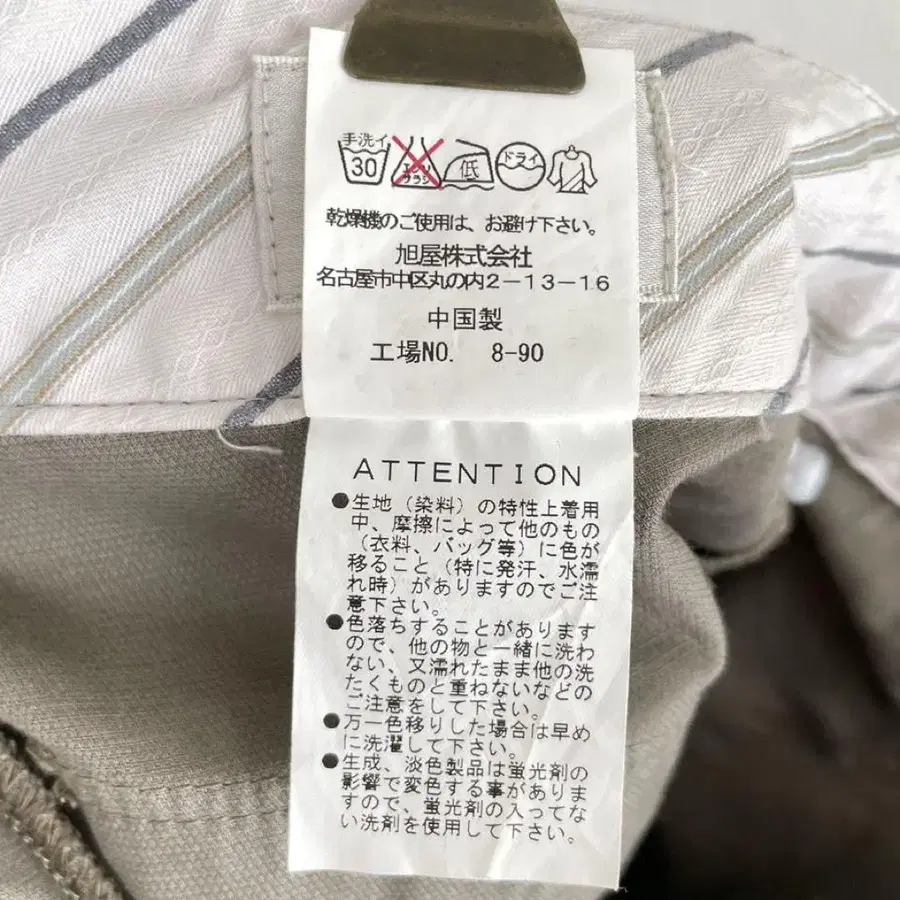 手洗イ
30 エンソ サラシ 低 ドライ
乾燥機のご使用は、お避け下さい。
旭屋株式会社
名古屋市中区丸の内2-13-16
中国製
工場NO. 8-90
ATTENTION
●生地（染料）の特性上着用
中、摩擦によって他のもの
（衣料、バッグ等）に色が
移ること（特に発汗、水濡
れ時）がありますのでご注
意下さい。
●色落ちすることがあります
ので、他の物と一緒に洗わ
ない、又濡れたまま他の洗
たくものと重ねないなどの
ご注意をして下さい。
●万一色移りした場合は早め
に洗濯して下さい。
●生成、淡色製品は蛍光剤の
影響で変色する事がありま
すので、蛍光剤の入ってな
い洗剤を使用して下さい。